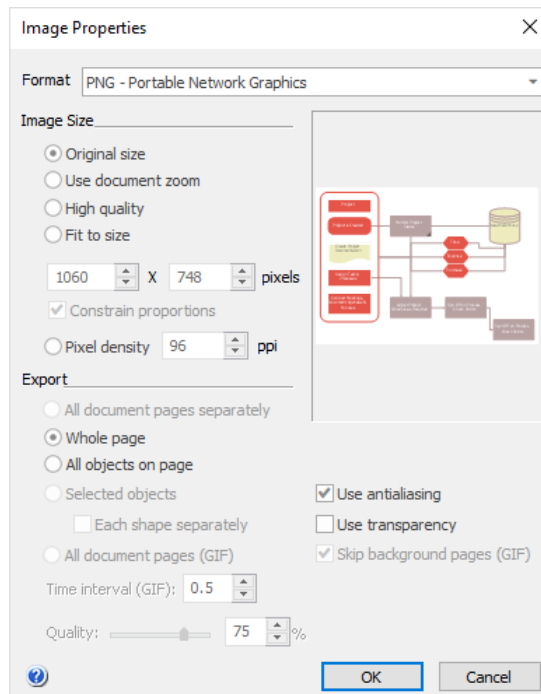 Image Properties
Format PNG - Portable Network Graphics
Image Size
Original size
Use document zoom
High quality
Fit to size
1060 X 748 pixels
Constrain proportions
Pixel density 96 ppi
Export
All document pages separately
Whole page
All objects on page
Selected objects
Use antialiasing
Each shape separately
Use transparency
All document pages (GIF)
Skip background pages (GIF)
Time interval (GIF): 0.5
Quality: 75 %
? OK Cancel